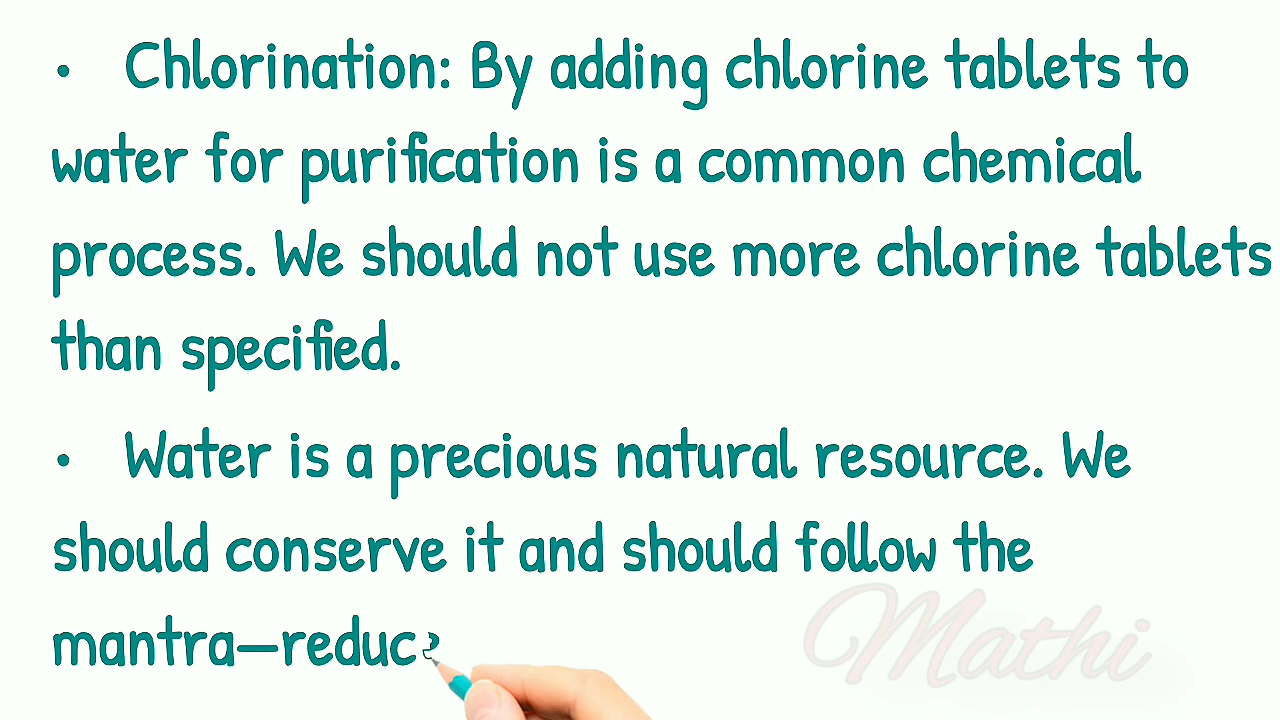 • Chlorination: By adding chlorine tablets to
water for purification is a common chemical
process. We should not use more chlorine tablets
than specified.
• Water is a precious natural resource. We
should conserve it and should follow the
mantra—reduc
Mathi